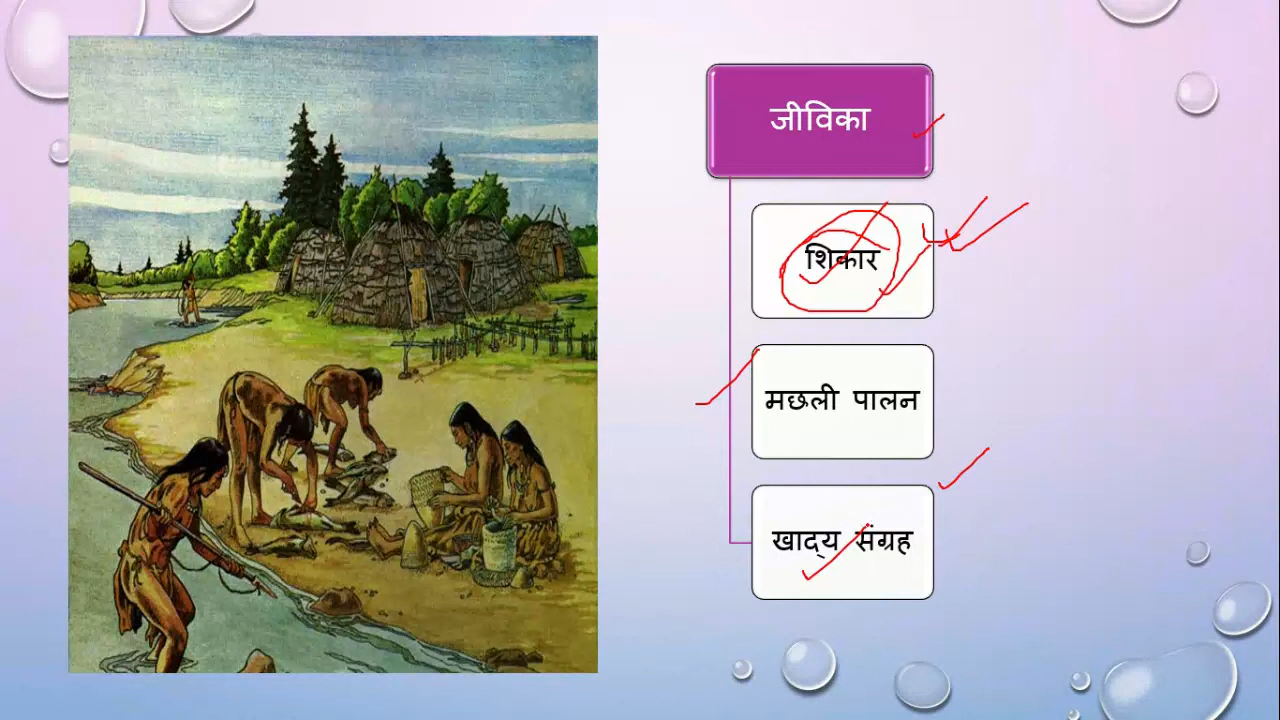 जीविका
शिकार
मछली पालन
खाद्य संग्रह